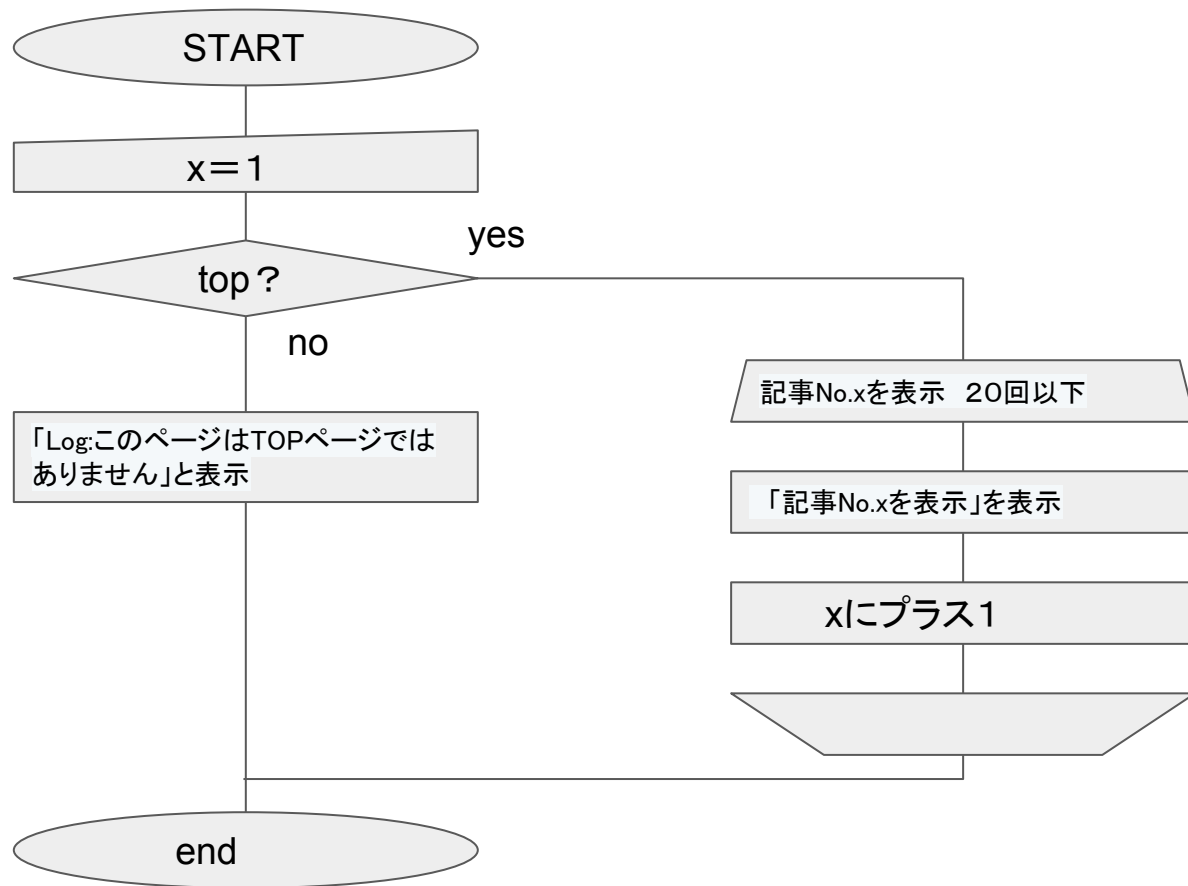 START
x＝１
yes
top？
no
記事No.xを表示　２０回以下
「Log:このページはTOPページでは
ありません」と表示
「記事No.xを表示」を表示
xにプラス１
end